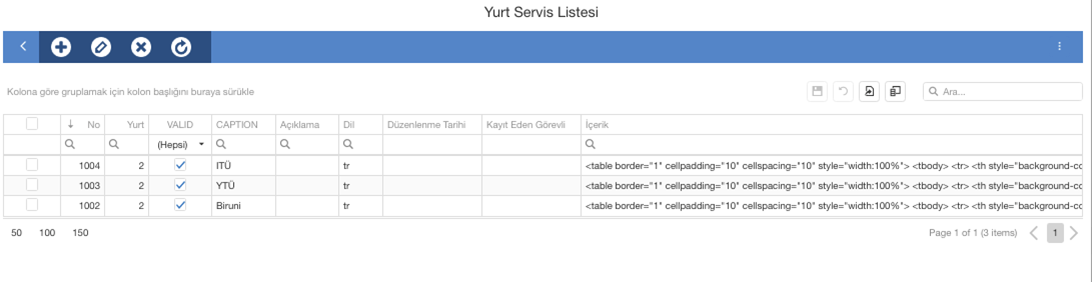 Yurt Servis Listesi
Kolona göre gruplamak için kolon başlığını buraya sürükle
Ara...
No Yurt VALID CAPTION Açıklama Dil Düzenlenme Tarihi Kayıt Eden Görevli İçerik
(Hepsi)
1004 2 ITÜ tr <table border="1" cellpadding="10" cellspacing="10" style="width:100%"> <tbody> <tr> <th style="background-cc
1003 2 YTÜ tr <table border="1" cellpadding="10" cellspacing="10" style="width:100%"> <tbody> <tr> <th style="background-cc
1002 2 Biruni tr <table border="1" cellpadding="10" cellspacing="10" style="width:100%"> <tbody> <tr> <th style="background-cc
50 100 150 Page 1 of 1 (3 items) 1